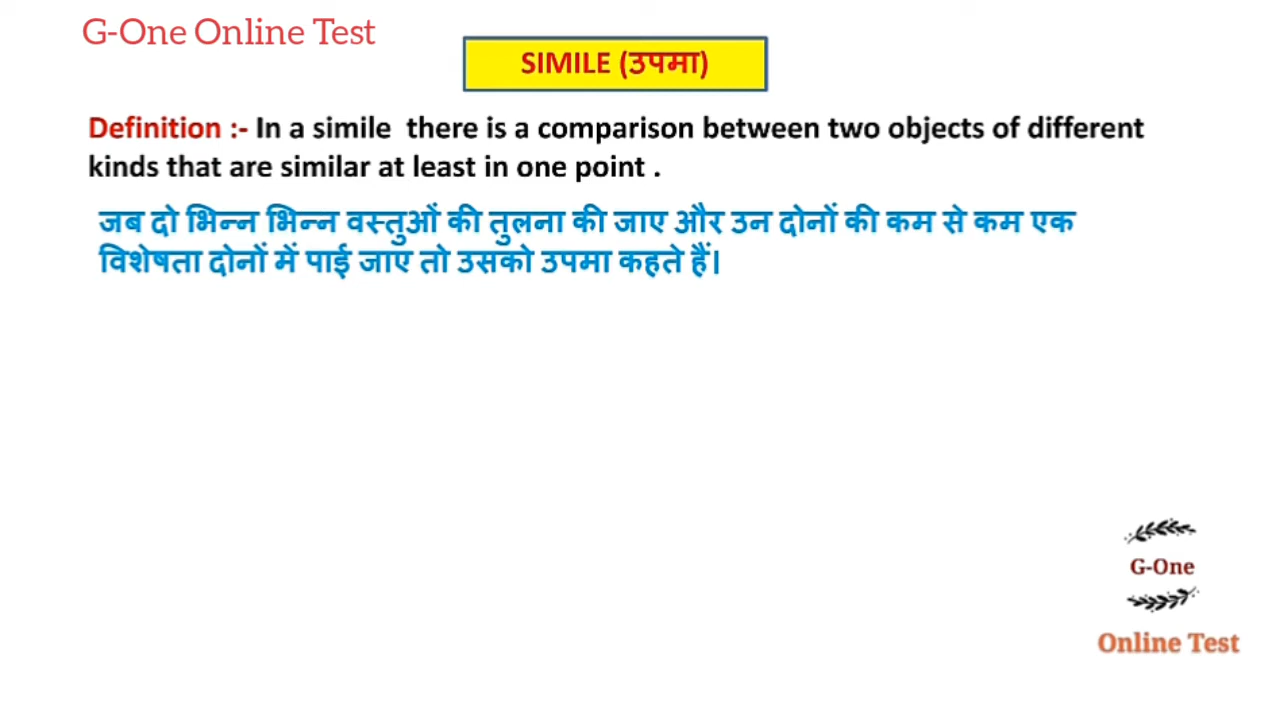 G-One Online Test
SIMILE (उपमा)
Definition :- In a simile there is a comparison between two objects of different
kinds that are similar at least in one point .
जब दो भिन्न भिन्न वस्तुओं की तुलना की जाए और उन दोनों की कम से कम एक
विशेषता दोनों में पाई जाए तो उसको उपमा कहते हैं।
G-One
Online Test